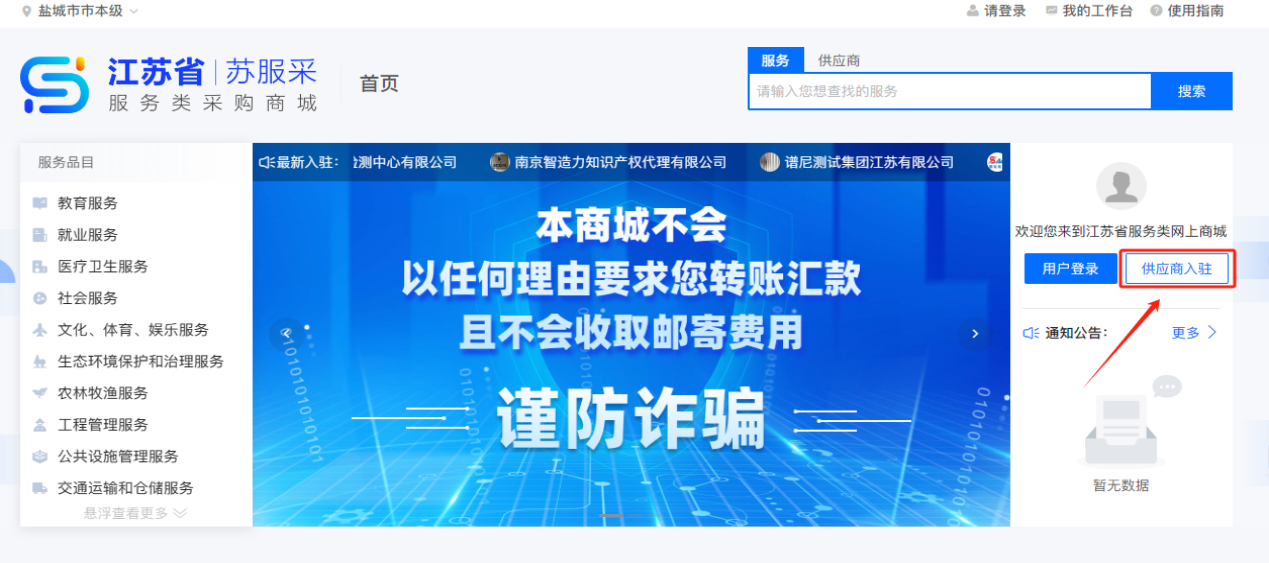 盐城市市本级
请登录 我的工作台 使用指南
江苏省 苏服采
服务类采购商城
首页
服务 供应商
请输入您想查找的服务
搜索
服务品目
教育服务
就业服务
医疗卫生服务
社会服务
文化、体育、娱乐服务
生态环境保护和治理服务
农林牧渔服务
工程管理服务
公共设施管理服务
交通运输和仓储服务
悬浮查看更多
最新入驻： 测中心有限公司 南京智造力知识产权代理有限公司 谱尼测试集团江苏有限公司
本商城不会
以任何理由要求您转账汇款
且不会收取邮寄费用
谨防诈骗
欢迎您来到江苏省服务类网上商城
用户登录 供应商入驻
通知公告： 更多
暂无数据